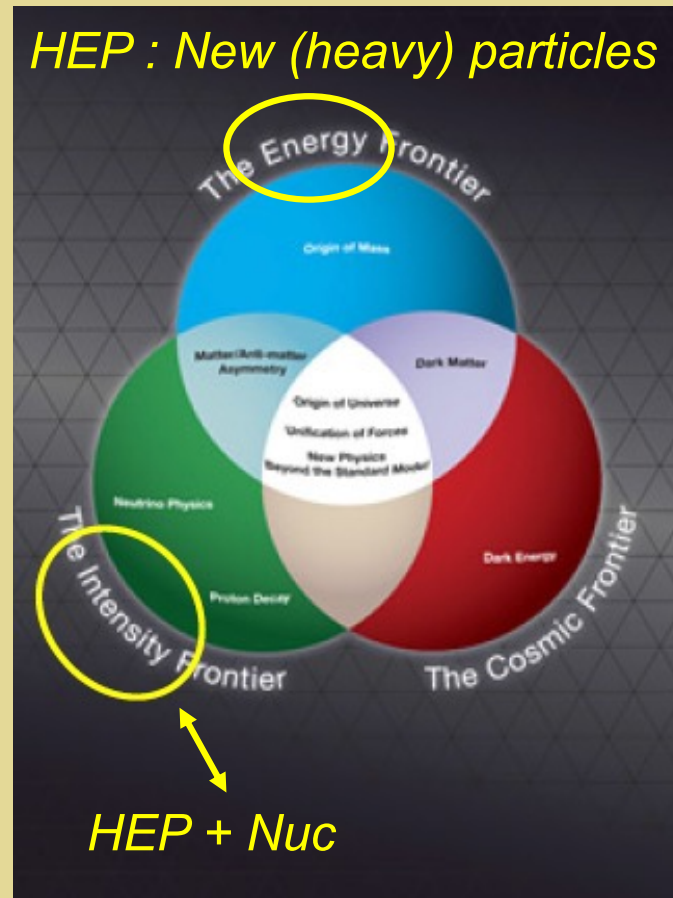 HEP : New (heavy) particles
The Energy Frontier
Origin of Mass
Matter/Anti-matter
Asymmetry
Dark Matter
Origin of Universe
Unification of Forces
New Physics
Beyond the Standard Model
Neutrino Physics
Dark Energy
Proton Decay
The Intensity Frontier
The Cosmic Frontier
HEP + Nuc